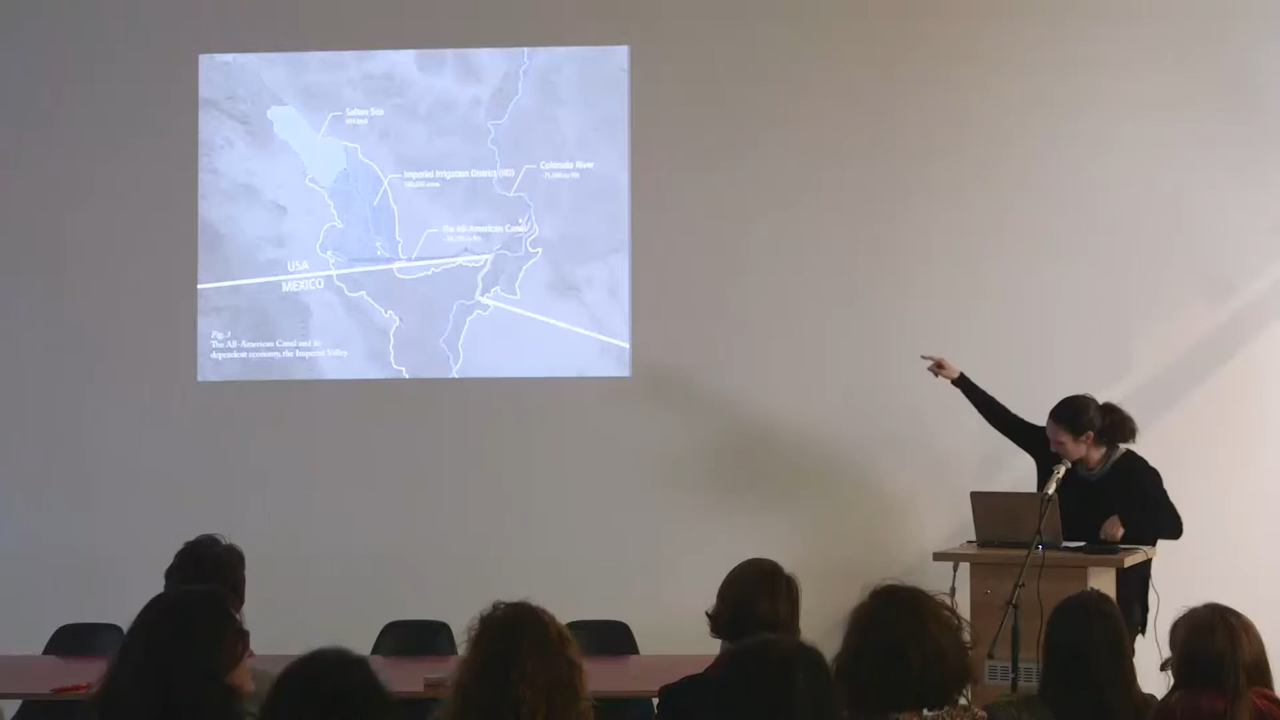 Salton Sea
Imperial Irrigation District (IID)
Colorado River
The All-American Canal
USA
MEXICO
Fig. 1
The All-American Canal and its
dependent economy, the Imperial Valley.